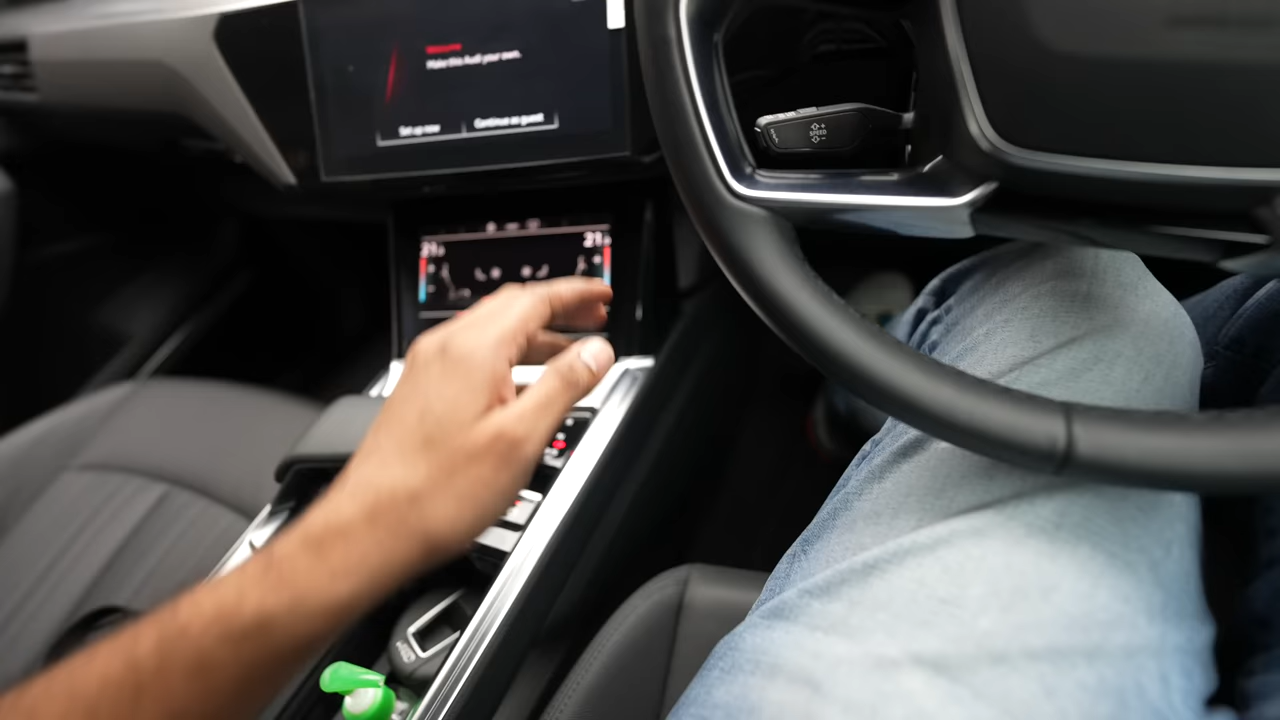 Welcome
Make this Audi your own.
Set up now
Continue as guest
SPEED
21
21